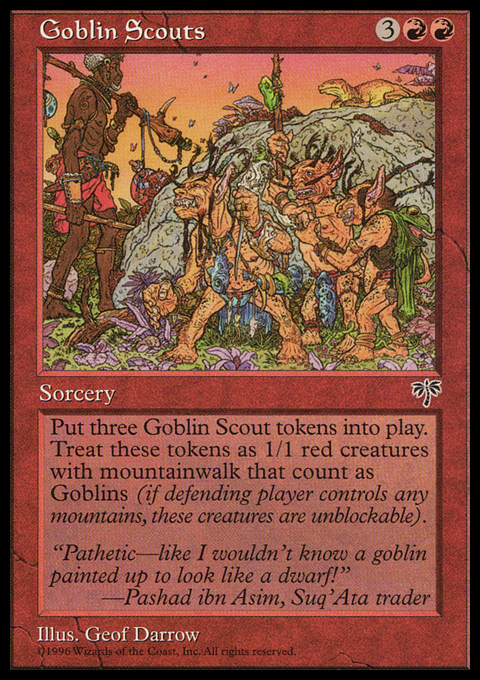 Goblin Scouts 3
Sorcery
Put three Goblin Scout tokens into play.
Treat these tokens as 1/1 red creatures
with mountainwalk that count as
Goblins (if defending player controls any
mountains, these creatures are unblockable).
“Pathetic—like I wouldn’t know a goblin
painted up to look like a dwarf!”
—Pashad ibn Asim, Suq’Ata trader
Illus. Geof Darrow
©1996 Wizards of the Coast, Inc. All rights reserved.